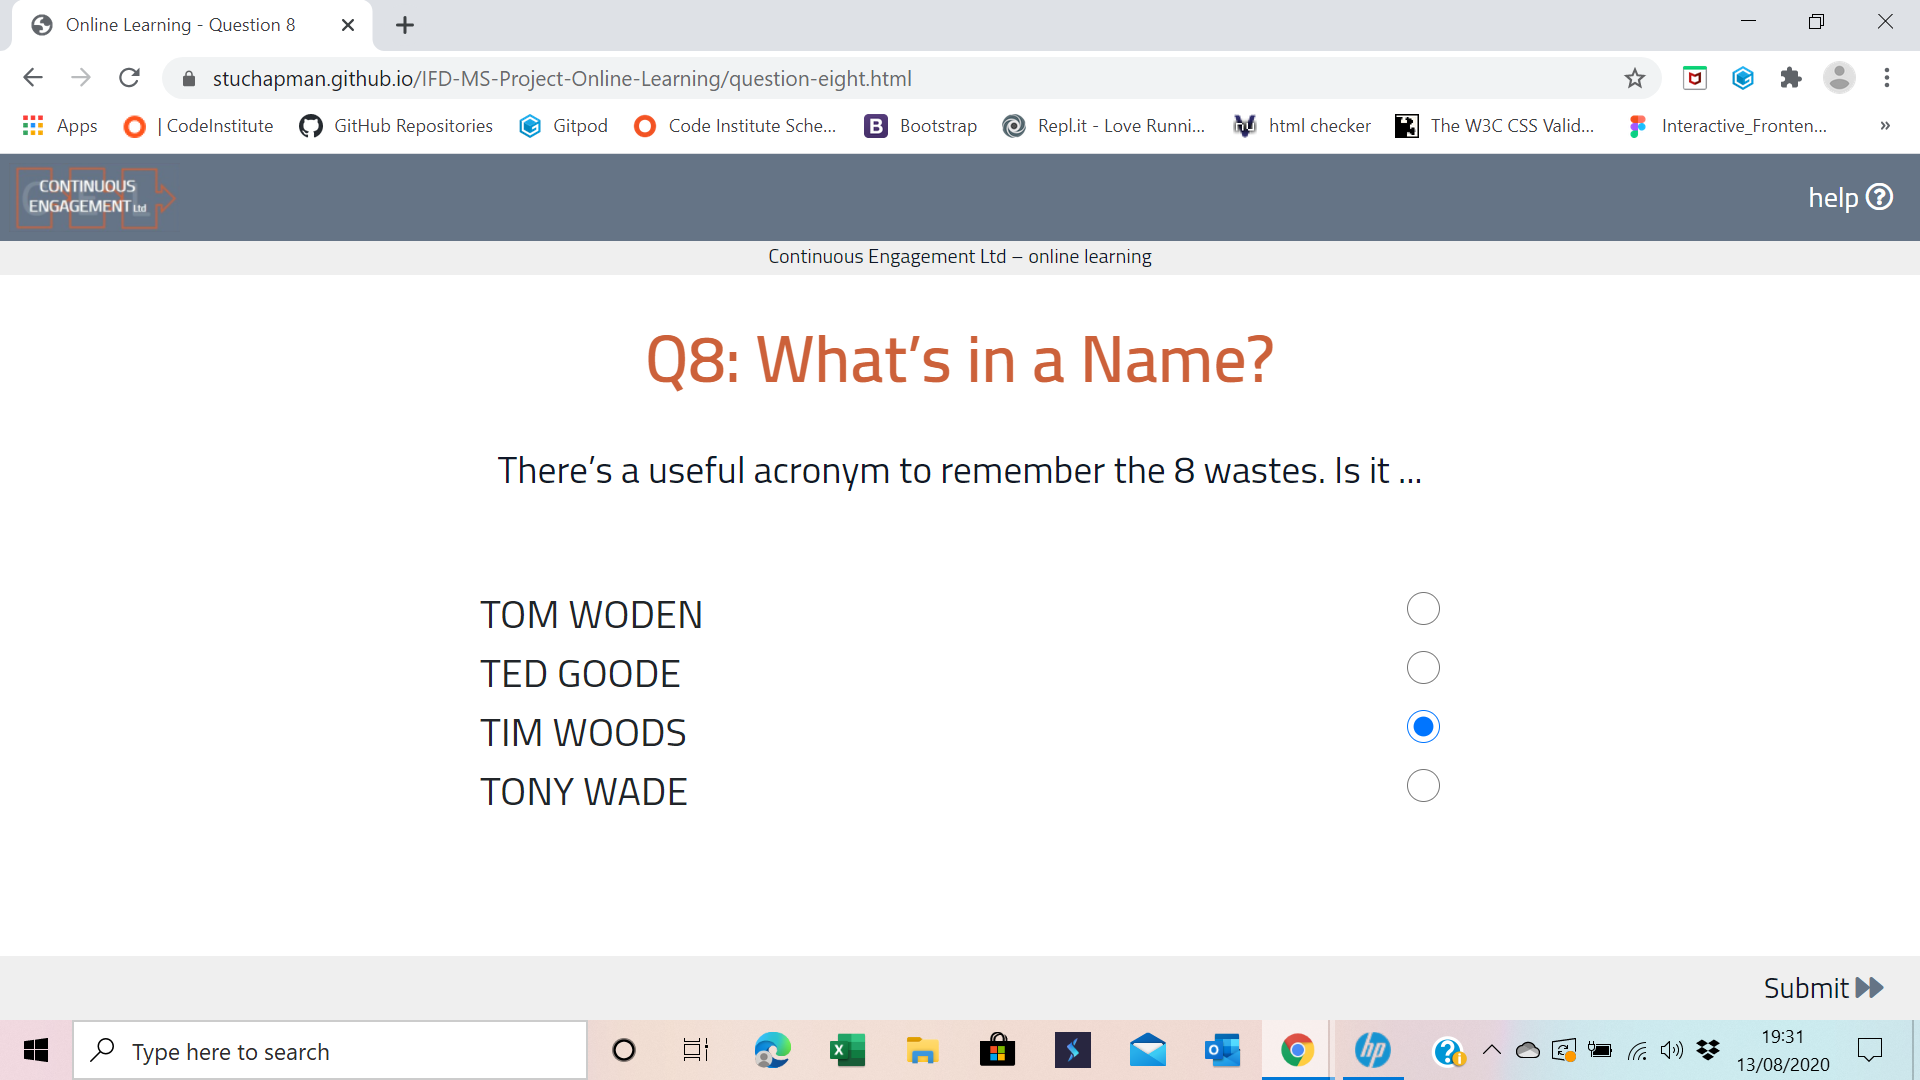 Online Learning - Question 8
stuchapman.github.io/IFD-MS-Project-Online-Learning/question-eight.html
Apps
| CodeInstitute
GitHub Repositories
Gitpod
Code Institute Sche...
B Bootstrap
Repl.it - Love Runni...
html checker
The W3C CSS Valid...
Interactive_Fronten...
»
CONTINUOUS
ENGAGEMENT Ltd
help ?
Continuous Engagement Ltd – online learning
Q8: What's in a Name?
There's a useful acronym to remember the 8 wastes. Is it ...
TOM WODEN
TED GOODE
TIM WOODS
TONY WADE
Submit
Type here to search
19:31
13/08/2020